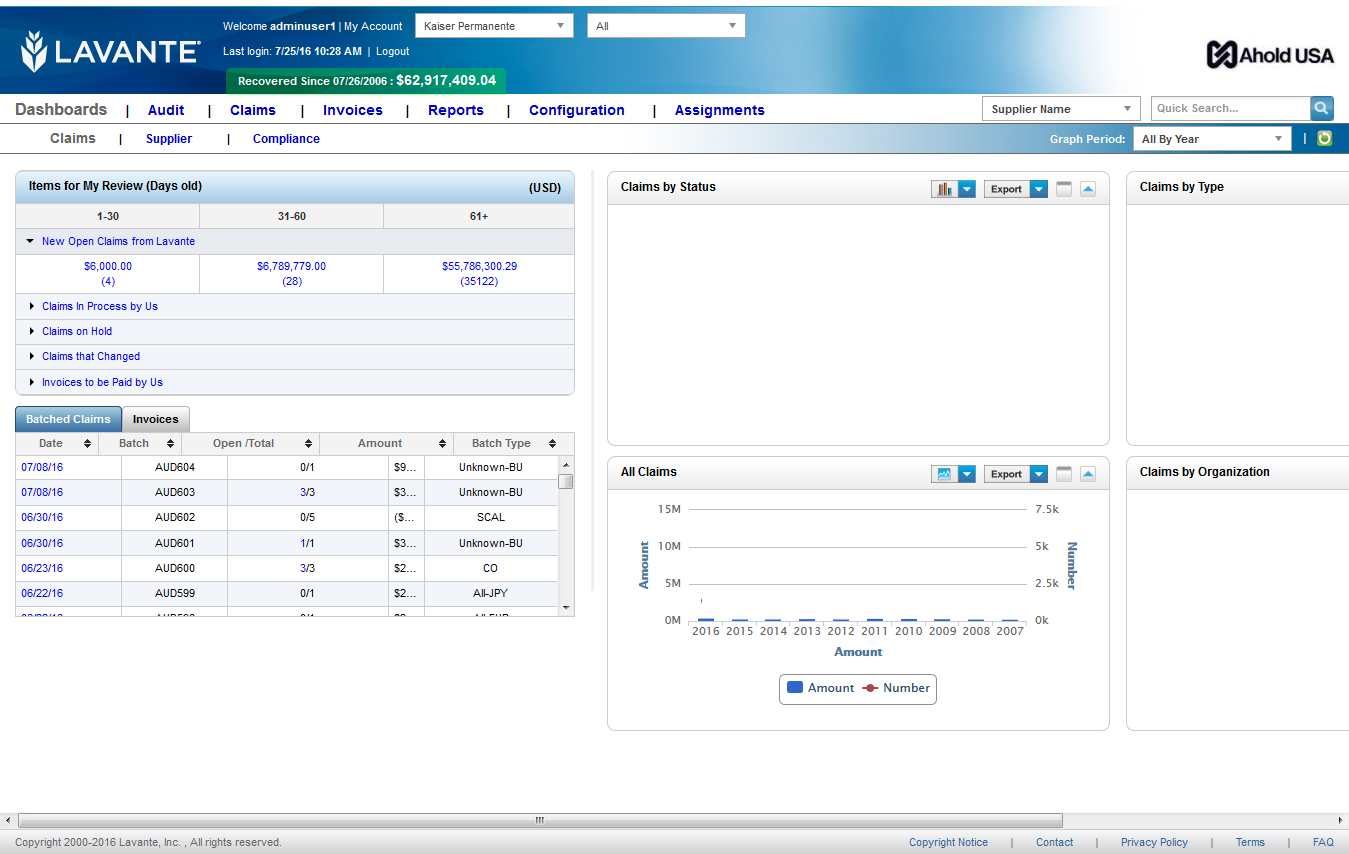 Welcome adminuser1 | My Account Kaiser Permanente All
LAVANTE
Last login: 7/25/16 10:28 AM | Logout
Ahold USA
Recovered Since 07/26/2006 : $62,917,409.04
Dashboards | Audit | Claims | Invoices | Reports | Configuration | Assignments Supplier Name Quick Search...
Claims | Supplier | Compliance Graph Period: All By Year |
Items for My Review (Days old) (USD)
1-30 31-60 61+
New Open Claims from Lavante
$6,000.00 $6,789,779.00 $55,786,300.29
(4) (28) (35122)
Claims In Process by Us
Claims on Hold
Claims that Changed
Invoices to be Paid by Us
Batched Claims Invoices
Date Batch Open /Total Amount Batch Type
07/08/16 AUD604 0/1 $9... Unknown-BU
07/08/16 AUD603 3/3 $3... Unknown-BU
06/30/16 AUD602 0/5 ($... SCAL
06/30/16 AUD601 1/1 $3... Unknown-BU
06/23/16 AUD600 3/3 $2... CO
06/22/16 AUD599 0/1 $2... All-JPY
Claims by Status Export
Claims by Type
All Claims Export
15M 7.5k
10M 5k
5M 2.5k
0M 0k
Amount
Number
2016 2015 2014 2013 2012 2011 2010 2009 2008 2007
Amount
Amount Number
Claims by Organization
Copyright 2000-2016 Lavante, Inc. , All rights reserved. Copyright Notice | Contact | Privacy Policy | Terms | FAQ